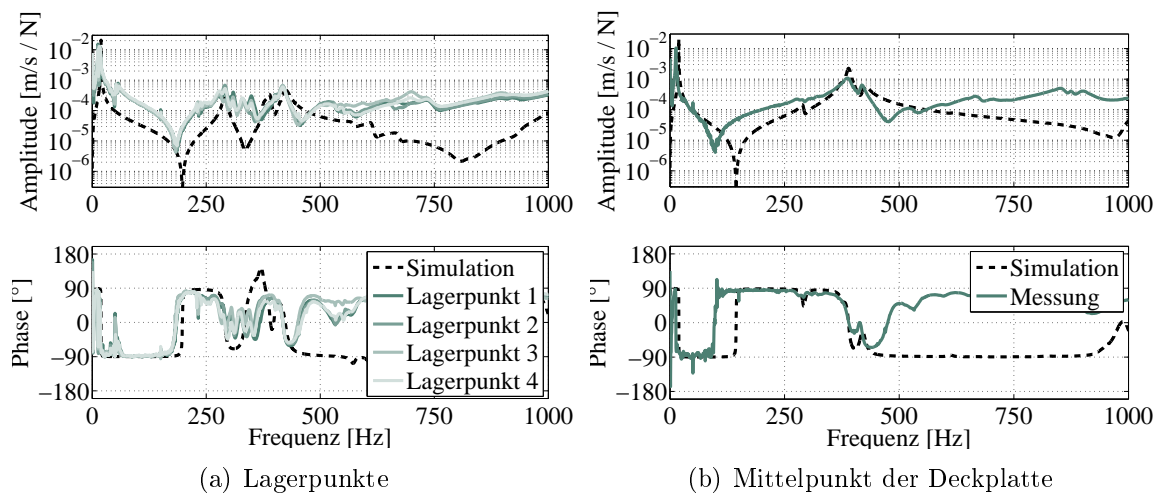 Amplitude [m/s / N]
10⁻²
10⁻³
10⁻⁴
10⁻⁵
10⁻⁶
0 250 500 750 1000
Phase [°]
180
90
0
−90
−180
0 250 500 750 1000
Frequenz [Hz]
Simulation
Lagerpunkt 1
Lagerpunkt 2
Lagerpunkt 3
Lagerpunkt 4
(a) Lagerpunkte
Amplitude [m/s / N]
10⁻²
10⁻³
10⁻⁴
10⁻⁵
10⁻⁶
0 250 500 750 1000
Phase [°]
180
90
0
−90
−180
0 250 500 750 1000
Frequenz [Hz]
Simulation
Messung
(b) Mittelpunkt der Deckplatte